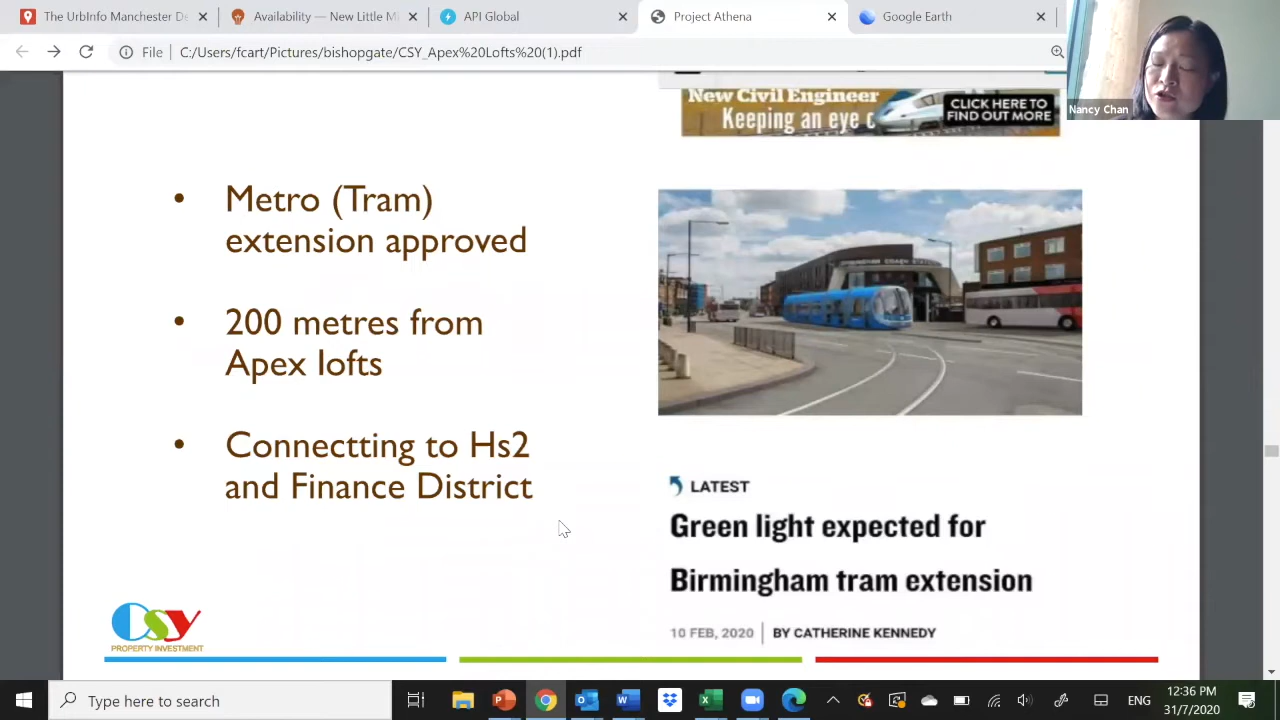 The UrbInfo Manchester De
Availability — New Little Mi
API Global
Project Athena
Google Earth
File
C:/Users/fcart/Pictures/bishopgate/CSY_Apex%20Lofts%20(1).pdf
Nancy Chan
New Civil Engineer
Keeping an eye c
CLICK HERE TO
FIND OUT MORE
• Metro (Tram)
extension approved
• 200 metres from
Apex lofts
• Connectting to Hs2
and Finance District
LATEST
Green light expected for
Birmingham tram extension
10 FEB, 2020 | BY CATHERINE KENNEDY
CSY
PROPERTY INVESTMENT
Type here to search
ENG
12:36 PM
31/7/2020